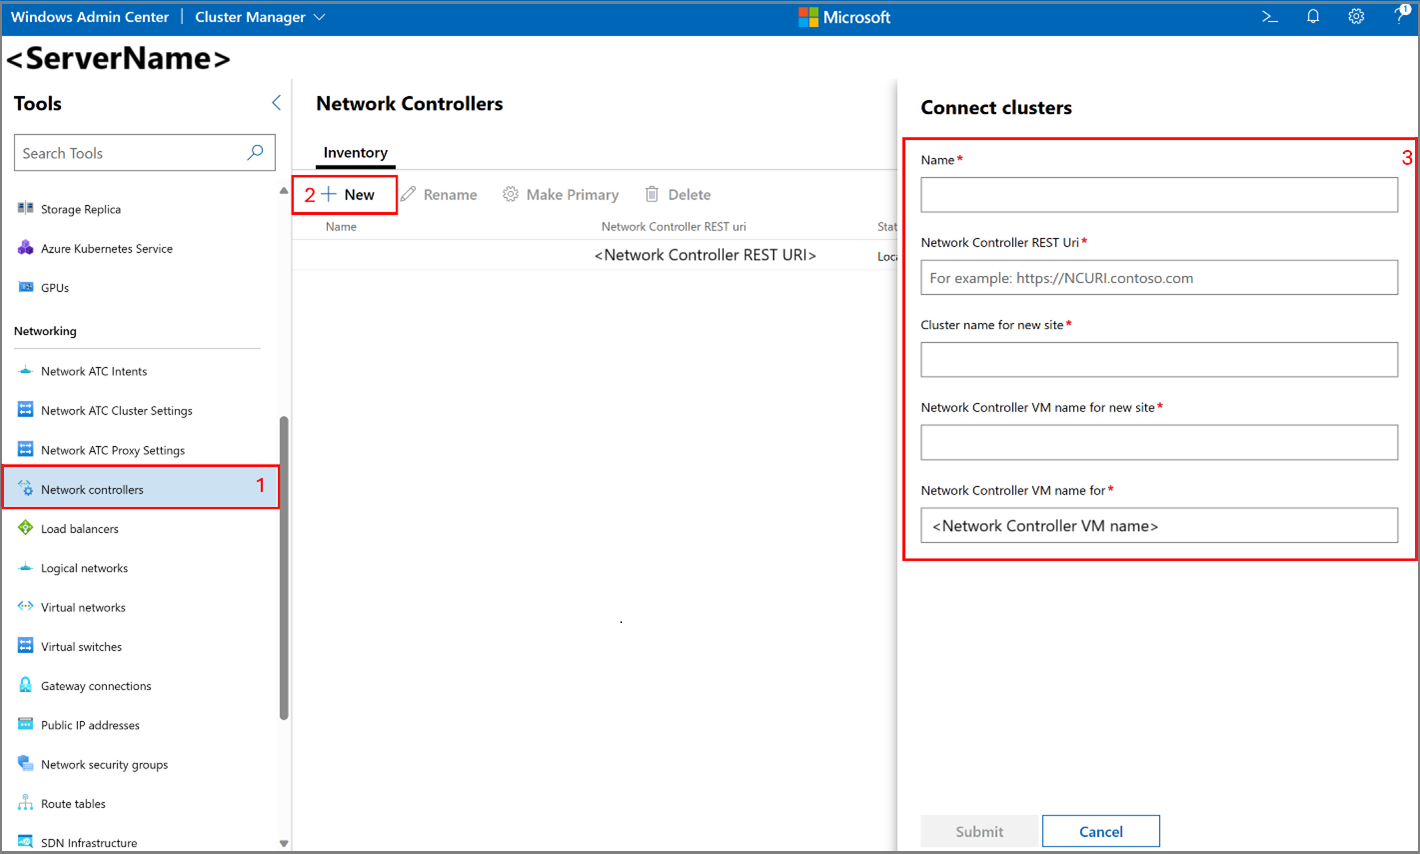 Windows Admin Center | Cluster Manager
Microsoft
1
<ServerName>
Tools
Search Tools
Storage Replica
Azure Kubernetes Service
GPUs
Networking
Network ATC Intents
Network ATC Cluster Settings
Network ATC Proxy Settings
Network controllers 1
Load balancers
Logical networks
Virtual networks
Virtual switches
Gateway connections
Public IP addresses
Network security groups
Route tables
SDN Infrastructure
Network Controllers
Inventory
2 + New Rename Make Primary Delete
Name Network Controller REST uri Stat
<Network Controller REST URI> Loca
Connect clusters
3
Name*
Network Controller REST Uri*
For example: https://NCURI.contoso.com
Cluster name for new site*
Network Controller VM name for new site*
Network Controller VM name for*
<Network Controller VM name>
Submit Cancel